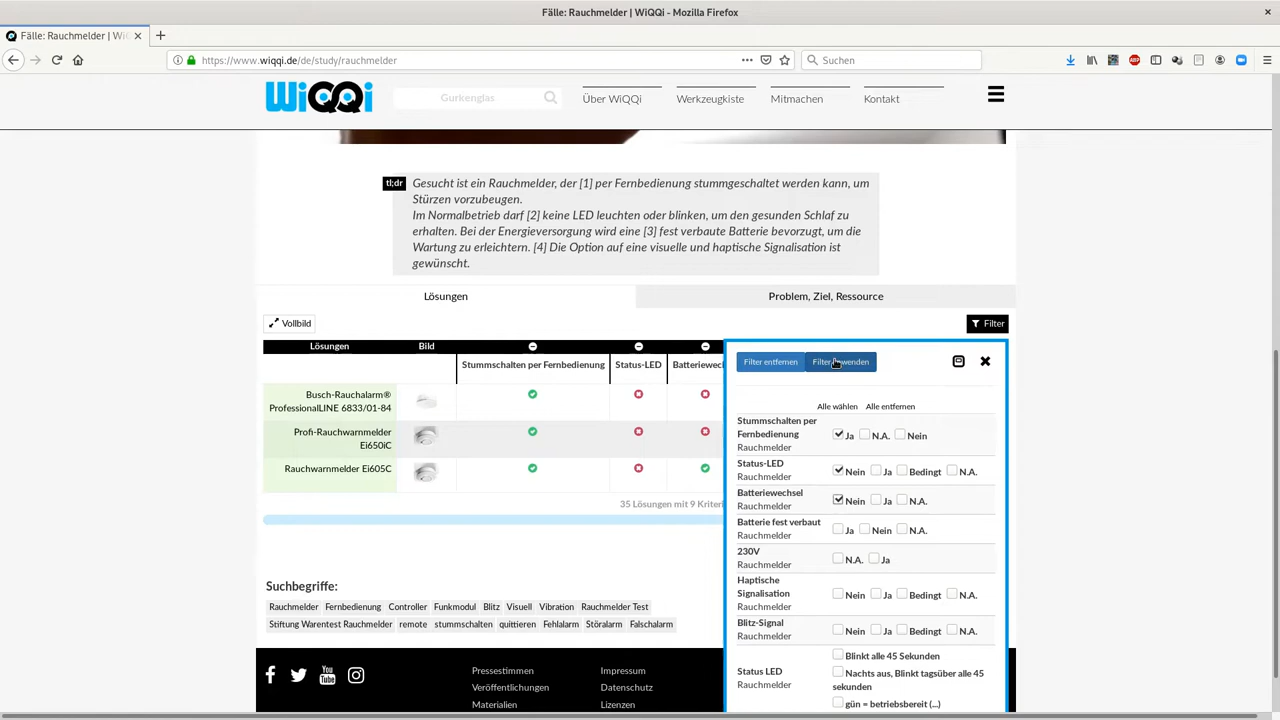 Fälle: Rauchmelder | WiQQi - Mozilla Firefox
Fälle: Rauchmelder | Wi
https://www.wiqqi.de/de/study/rauchmelder
Suchen
WiQQi
Gurkenglas
Über WiQQi
Werkzeugkiste
Mitmachen
Kontakt
tl;dr
Gesucht ist ein Rauchmelder, der [1] per Fernbedienung stummgeschaltet werden kann, um
Stürzen vorzubeugen.
Im Normalbetrieb darf [2] keine LED leuchten oder blinken, um den gesunden Schlaf zu
erhalten. Bei der Energieversorgung wird eine [3] fest verbaute Batterie bevorzugt, um die
Wartung zu erleichtern. [4] Die Option auf eine visuelle und haptische Signalisation ist
gewünscht.
Lösungen
Problem, Ziel, Ressource
Vollbild
Filter
Lösungen
Bild
Stummschalten per Fernbedienung
Status-LED
Batteriewec
Busch-Rauchalarm®
ProfessionalLINE 6833/01-84
Profi-Rauchwarnmelder
Ei650iC
Rauchwarnmelder Ei605C
35 Lösungen mit 9 Kriteri
Filter entfernen
Alle wählen
Alle entfernen
Stummschalten per
Fernbedienung
Rauchmelder
Ja N.A. Nein
Status-LED
Rauchmelder
Nein Ja Bedingt N.A.
Batteriewechsel
Rauchmelder
Nein Ja N.A.
Batterie fest verbaut
Rauchmelder
Ja Nein N.A.
230V
Rauchmelder
N.A. Ja
Haptische
Signalisation
Rauchmelder
Nein Ja Bedingt N.A.
Blitz-Signal
Rauchmelder
Nein Ja Bedingt N.A.
Status LED
Rauchmelder
Blinkt alle 45 Sekunden
Nachts aus, Blinkt tagsüber alle 45
sekunden
gün = betriebsbereit (...)
Suchbegriffe:
Rauchmelder Fernbedienung Controller Funkmodul Blitz Visuell Vibration Rauchmelder Test
Stiftung Warentest Rauchmelder remote stummschalten quittieren Fehlalarm Störalarm Falschalarm
Pressestimmen
Veröffentlichungen
Materialien
Impressum
Datenschutz
Lizenzen
You
Tube